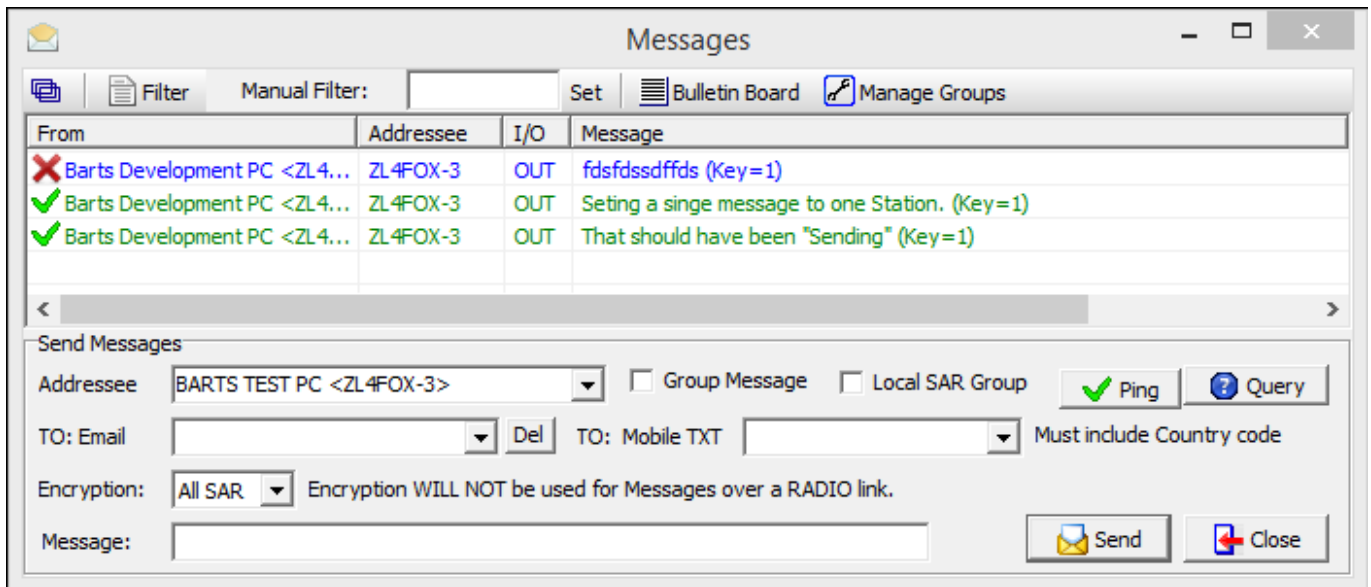 Messages
Filter Manual Filter: Set Bulletin Board Manage Groups
From Addressee I/O Message
Barts Development PC <ZL4... ZL4FOX-3 OUT fdsfdssdffds (Key=1)
Barts Development PC <ZL4... ZL4FOX-3 OUT Seting a singe message to one Station. (Key=1)
Barts Development PC <ZL4... ZL4FOX-3 OUT That should have been "Sending" (Key=1)
Send Messages
Addressee BARTS TEST PC <ZL4FOX-3> Group Message Local SAR Group Ping Query
TO: Email Del TO: Mobile TXT Must include Country code
Encryption: All SAR Encryption WILL NOT be used for Messages over a RADIO link.
Message: Send Close